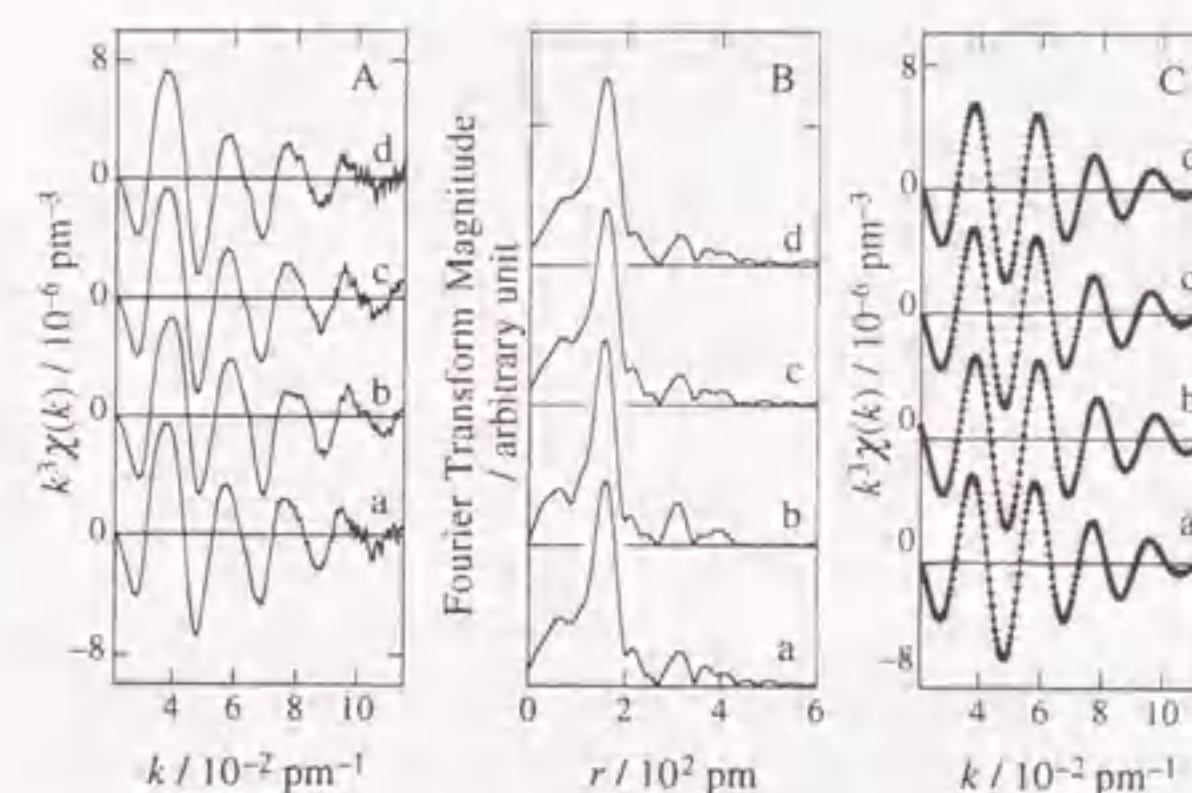 A
8
0
0
0
0
-8
d
c
b
a
4 6 8 10
k / 10⁻² pm⁻¹
k³χ(k) / 10⁻⁶ pm⁻³
B
d
c
b
a
0 2 4 6
r / 10² pm
Fourier Transform Magnitude
/ arbitrary unit
C
8
0
0
0
0
-8
a
4 6 8 10
k / 10⁻² pm⁻¹
k³χ(k) / 10⁻⁶ pm⁻³